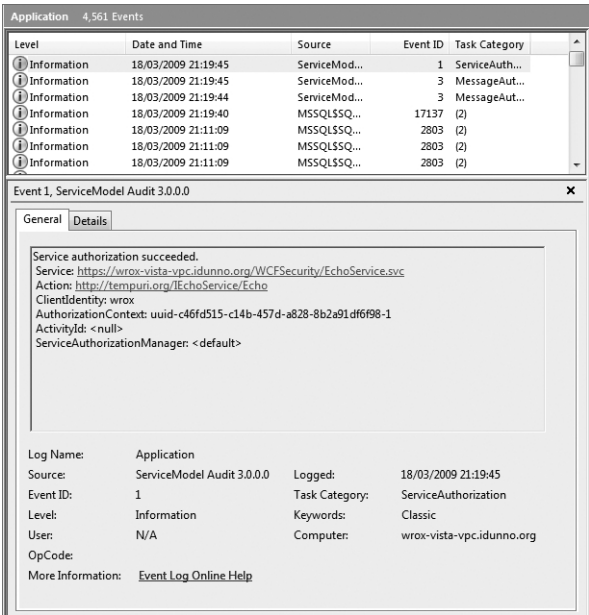 Application 4,561 Events
Level Date and Time Source Event ID Task Category
Information 18/03/2009 21:19:45 ServiceMod... 1 ServiceAuth...
Information 18/03/2009 21:19:45 ServiceMod... 3 MessageAut...
Information 18/03/2009 21:19:44 ServiceMod... 3 MessageAut...
Information 18/03/2009 21:19:40 MSSQL$SQ... 17137 (2)
Information 18/03/2009 21:11:09 MSSQL$SQ... 2803 (2)
Information 18/03/2009 21:11:09 MSSQL$SQ... 2803 (2)
Information 18/03/2009 21:11:09 MSSQL$SQ... 2803 (2)
Event 1, ServiceModel Audit 3.0.0.0
General Details
Service authorization succeeded.
Service: https://wrox-vista-vpc.idunno.org/WCFSecurity/EchoService.svc
Action: http://tempuri.org/IEchoService/Echo
ClientIdentity: wrox
AuthorizationContext: uuid-c46fd515-c14b-457d-a828-8b2a91df6f98-1
ActivityId: <null>
ServiceAuthorizationManager: <default>
Log Name: Application
Source: ServiceModel Audit 3.0.0.0 Logged: 18/03/2009 21:19:45
Event ID: 1 Task Category: ServiceAuthorization
Level: Information Keywords: Classic
User: N/A Computer: wrox-vista-vpc.idunno.org
OpCode:
More Information: Event Log Online Help